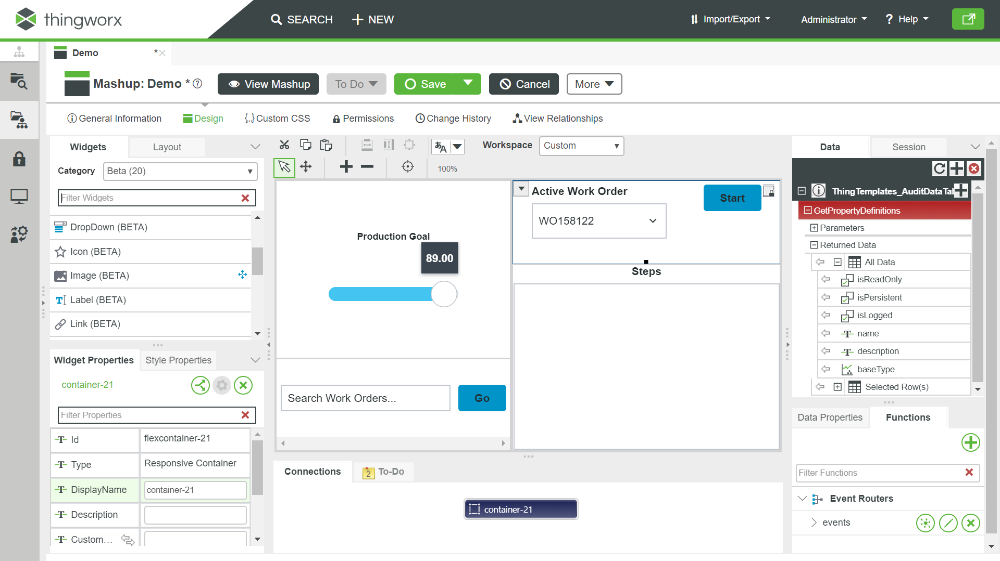 thingworx
SEARCH
NEW
Import/Export
Administrator
? Help
Demo
*
Mashup: Demo *
View Mashup
To Do
Save
Cancel
More
General Information
Design
Custom CSS
Permissions
Change History
View Relationships
Widgets
Layout
Category
Beta (20)
Filter Widgets
DropDown (BETA)
Icon (BETA)
Image (BETA)
Label (BETA)
Link (BETA)
Widget Properties
Style Properties
container-21
Filter Properties
Id
flexcontainer-21
Type
Responsive Container
DisplayName
container-21
Description
Custom...
Workspace
Custom
100%
Production Goal
89.00
Search Work Orders...
Go
Active Work Order
WO158122
Start
Steps
Connections
2
To-Do
container-21
Data
Session
ThingTemplates_AuditDataTa
GetPropertyDefinitions
Parameters
Returned Data
All Data
isReadOnly
isPersistent
isLogged
name
description
baseType
Selected Row(s)
Data Properties
Functions
Filter Functions
Event Routers
events